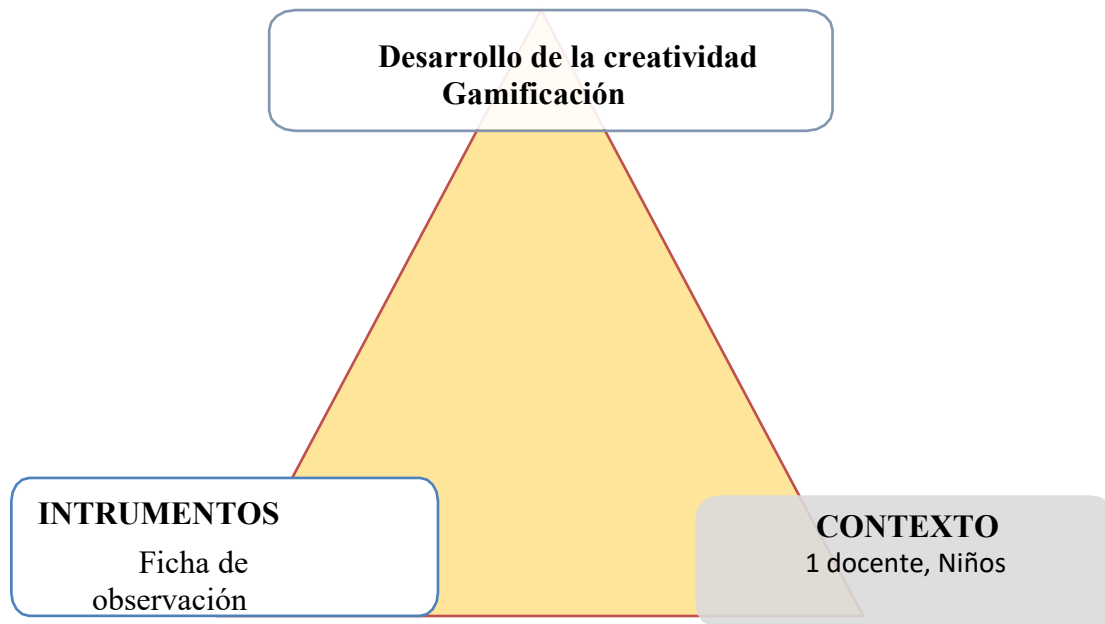 Desarrollo de la creatividad
Gamificación
INTRUMENTOS
Ficha de
observación
CONTEXTO
1 docente, Niños